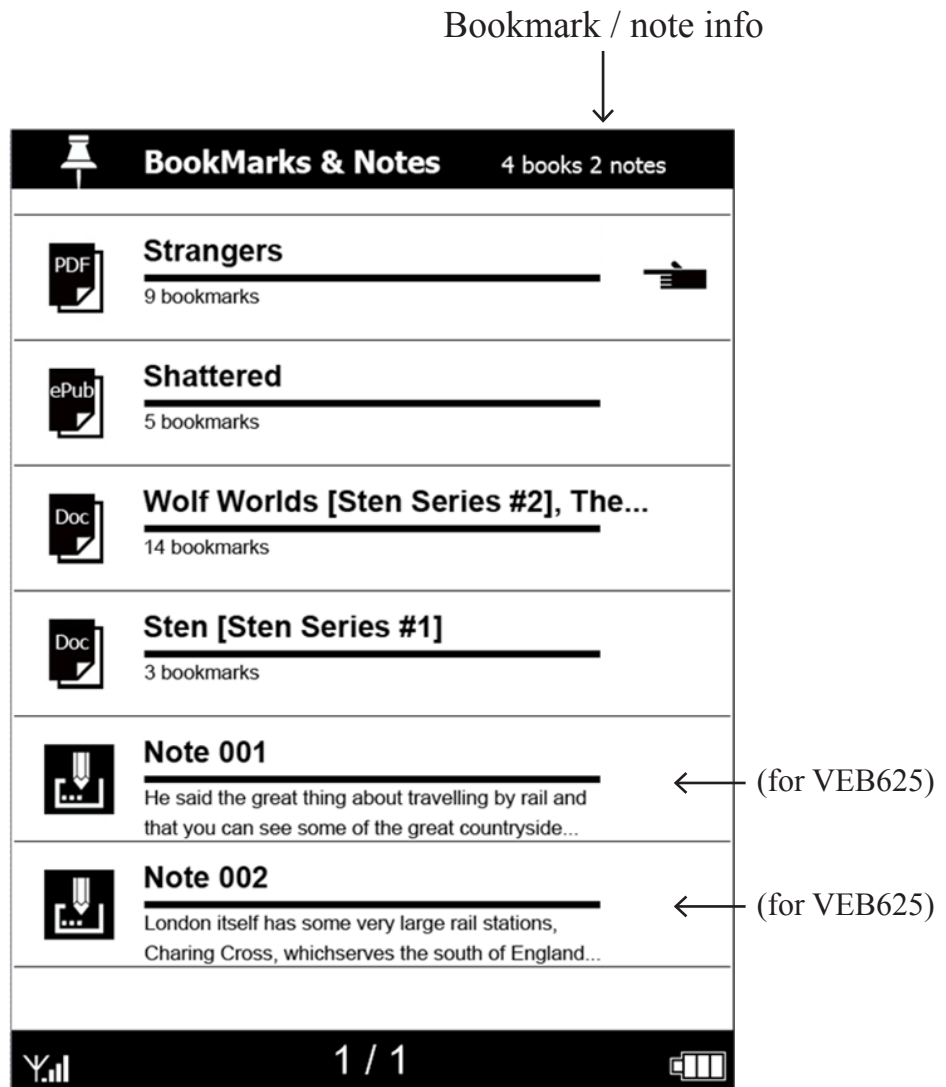 Bookmark / note info
BookMarks & Notes 4 books 2 notes
PDF
Strangers
9 bookmarks
ePub
Shattered
5 bookmarks
Doc
Wolf Worlds [Sten Series #2], The...
14 bookmarks
Doc
Sten [Sten Series #1]
3 bookmarks
Note 001
He said the great thing about travelling by rail and
that you can see some of the great countryside...
(for VEB625)
Note 002
London itself has some very large rail stations,
Charing Cross, whichserves the south of England...
(for VEB625)
1 / 1